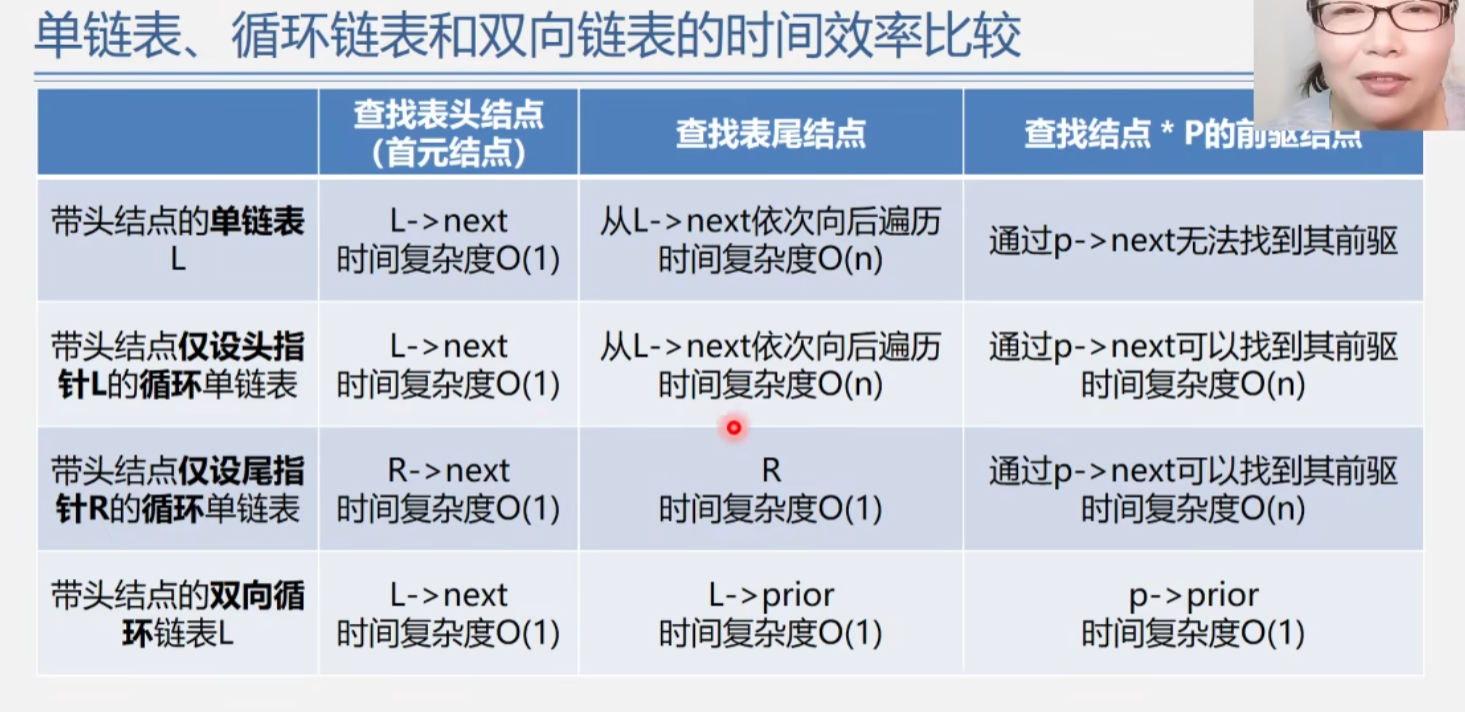 单链表、循环链表和双向链表的时间效率比较
查找表头结点
（首元结点）
查找表尾结点
查找结点 * P的前驱结点
带头结点的单链表
L
L->next
时间复杂度O(1)
从L->next依次向后遍历
时间复杂度O(n)
通过p->next无法找到其前驱
带头结点仅设头指
针L的循环单链表
L->next
时间复杂度O(1)
从L->next依次向后遍历
时间复杂度O(n)
通过p->next可以找到其前驱
时间复杂度O(n)
带头结点仅设尾指
针R的循环单链表
R->next
时间复杂度O(1)
R
时间复杂度O(1)
通过p->next可以找到其前驱
时间复杂度O(n)
带头结点的双向循
环链表L
L->next
时间复杂度O(1)
L->prior
时间复杂度O(1)
p->prior
时间复杂度O(1)